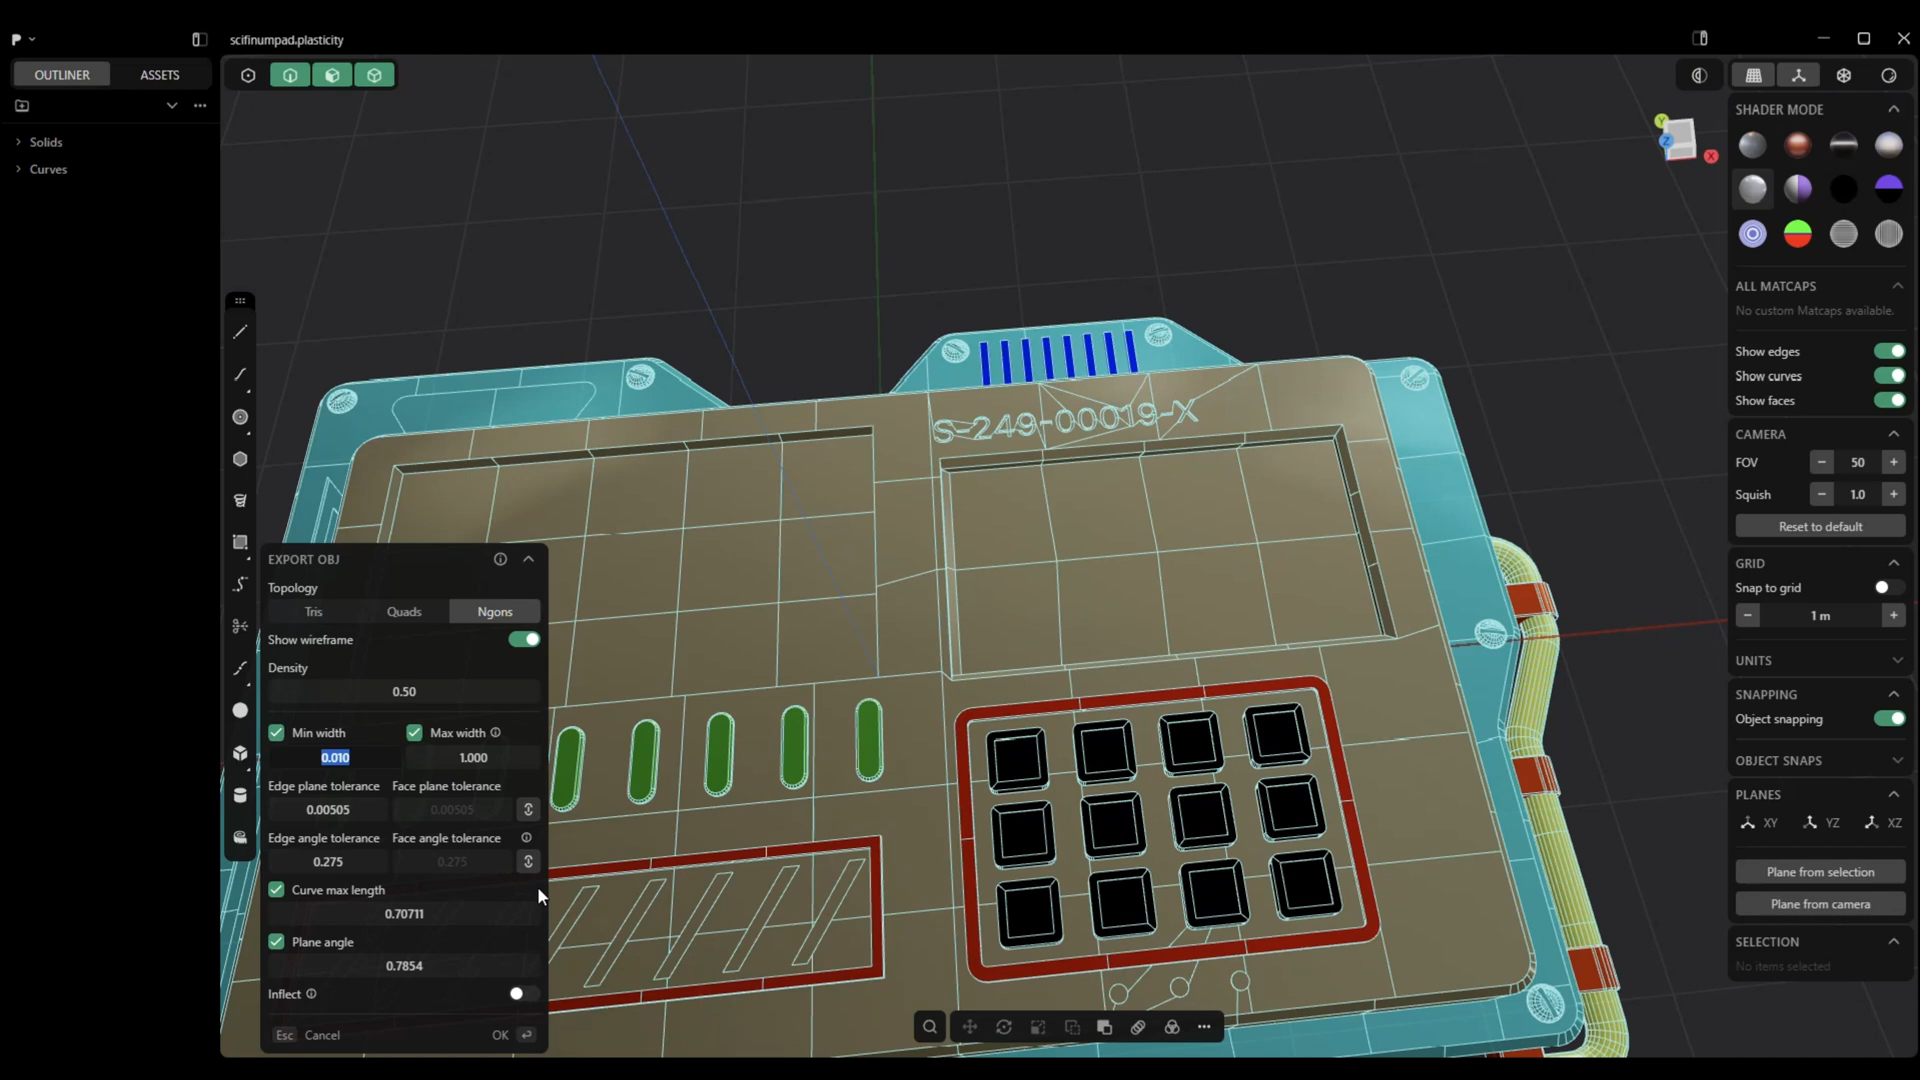 scifinumpad.plasticity
OUTLINER
ASSETS
Solids
Curves
S-249-00019-X
EXPORT OBJ
Topology
Tris
Quads
Ngons
Show wireframe
Density
0.50
Min width
Max width
0.010
1.000
Edge plane tolerance
Face plane tolerance
0.00505
0.00505
Edge angle tolerance
Face angle tolerance
0.275
0.275
Curve max length
0.70711
Plane angle
0.7854
Inflect
Esc
Cancel
OK
Y
Z
X
SHADER MODE
ALL MATCAPS
No custom Matcaps available.
Show edges
Show curves
Show faces
CAMERA
FOV
50
Squish
1.0
Reset to default
GRID
Snap to grid
1 m
UNITS
SNAPPING
Object snapping
OBJECT SNAPS
PLANES
XY
YZ
XZ
Plane from selection
Plane from camera
SELECTION
No items selected